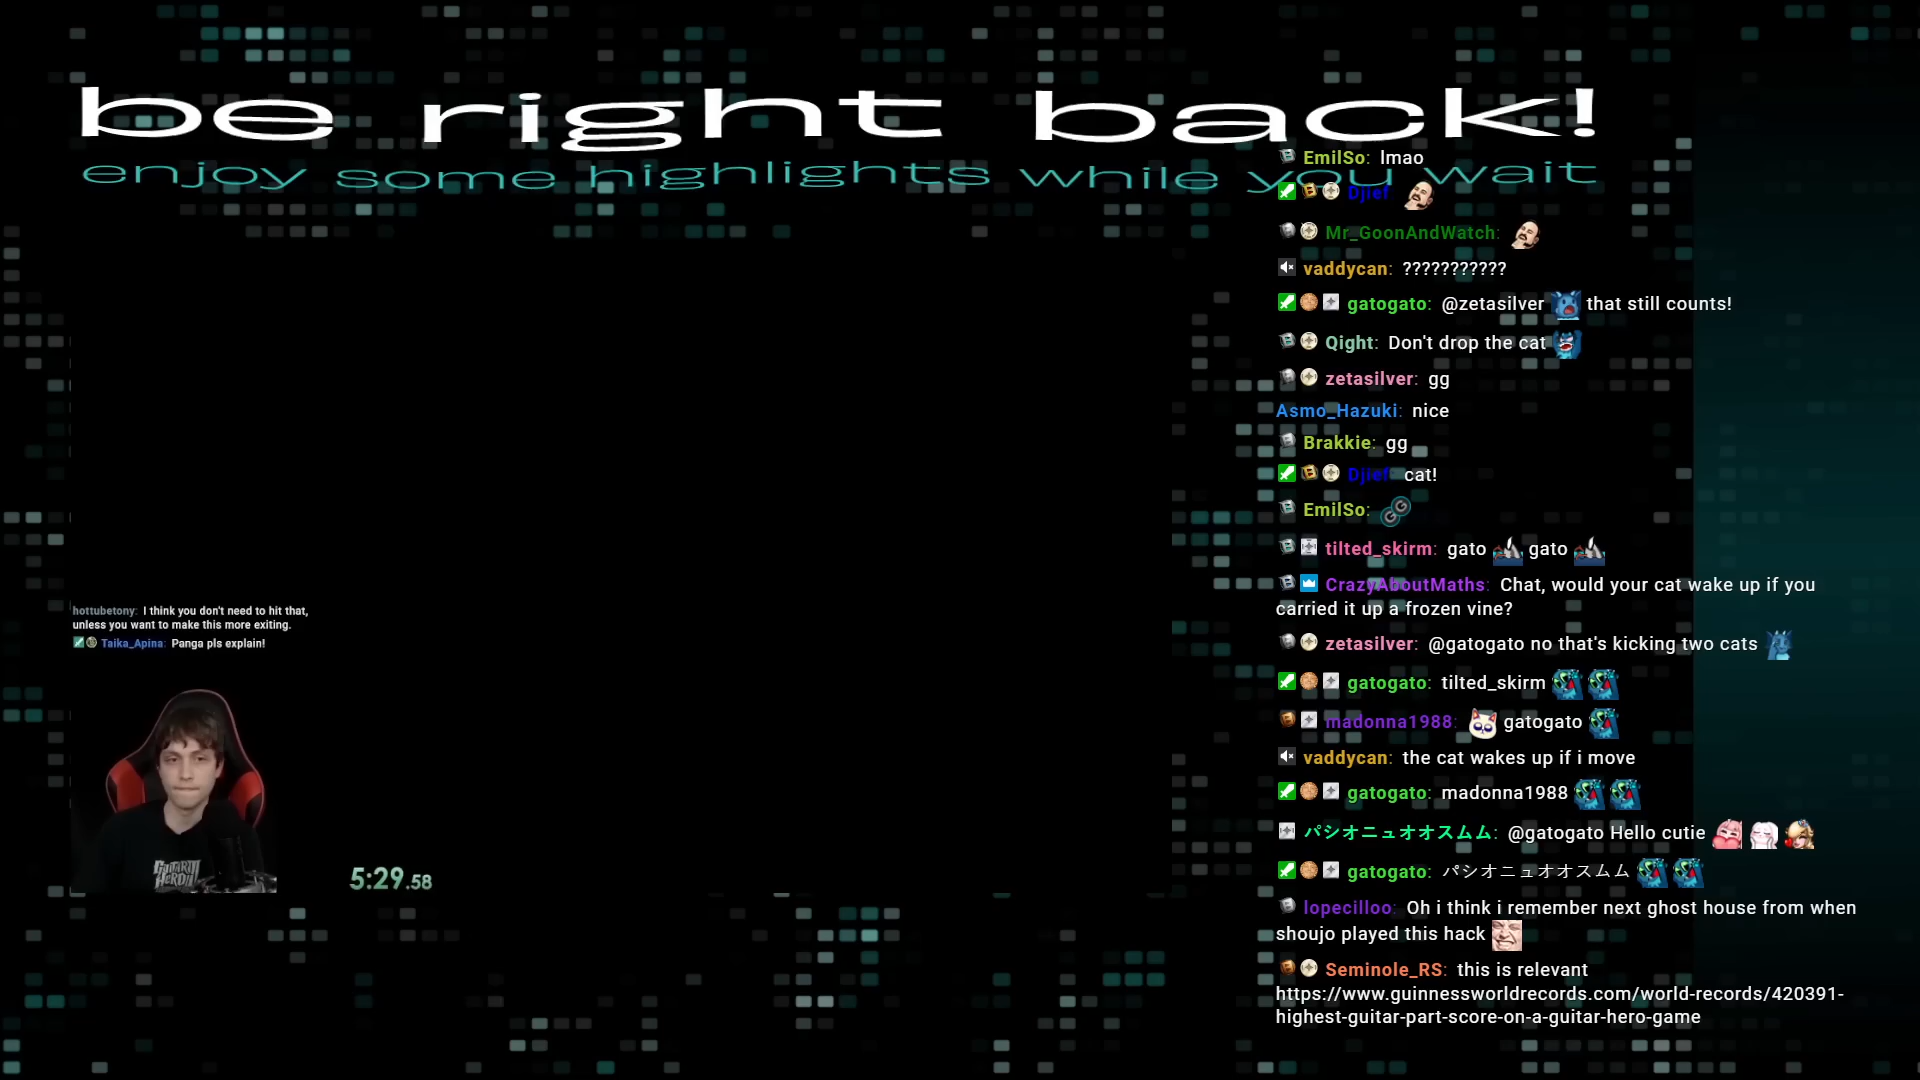 be right back!
enjoy some highlights while you wait
EmilSo: lmao
Djief
Mr_GoonAndWatch:
vaddycan: ???????????
gatogato: @zetasilver that still counts!
Qight: Don't drop the cat
zetasilver: gg
Asmo_Hazuki: nice
Brakkie: gg
Djief cat!
EmilSo: GG
tilted_skirm: gato gato
CrazyAboutMaths: Chat, would your cat wake up if you
carried it up a frozen vine?
zetasilver: @gatogato no that's kicking two cats
gatogato: tilted_skirm
madonna1988: gatogato
vaddycan: the cat wakes up if i move
gatogato: madonna1988
パシオニュオオスムム: @gatogato Hello cutie
gatogato: パシオニュオオスムム
lopecilloo: Oh i think i remember next ghost house from when
shoujo played this hack
Seminole_RS: this is relevant
https://www.guinnessworldrecords.com/world-records/420391-
highest-guitar-part-score-on-a-guitar-hero-game
hottubetony: I think you don't need to hit that,
unless you want to make this more exiting.
Taika_Apina: Panga pls explain!
GUITAR
HERO
5:29.58